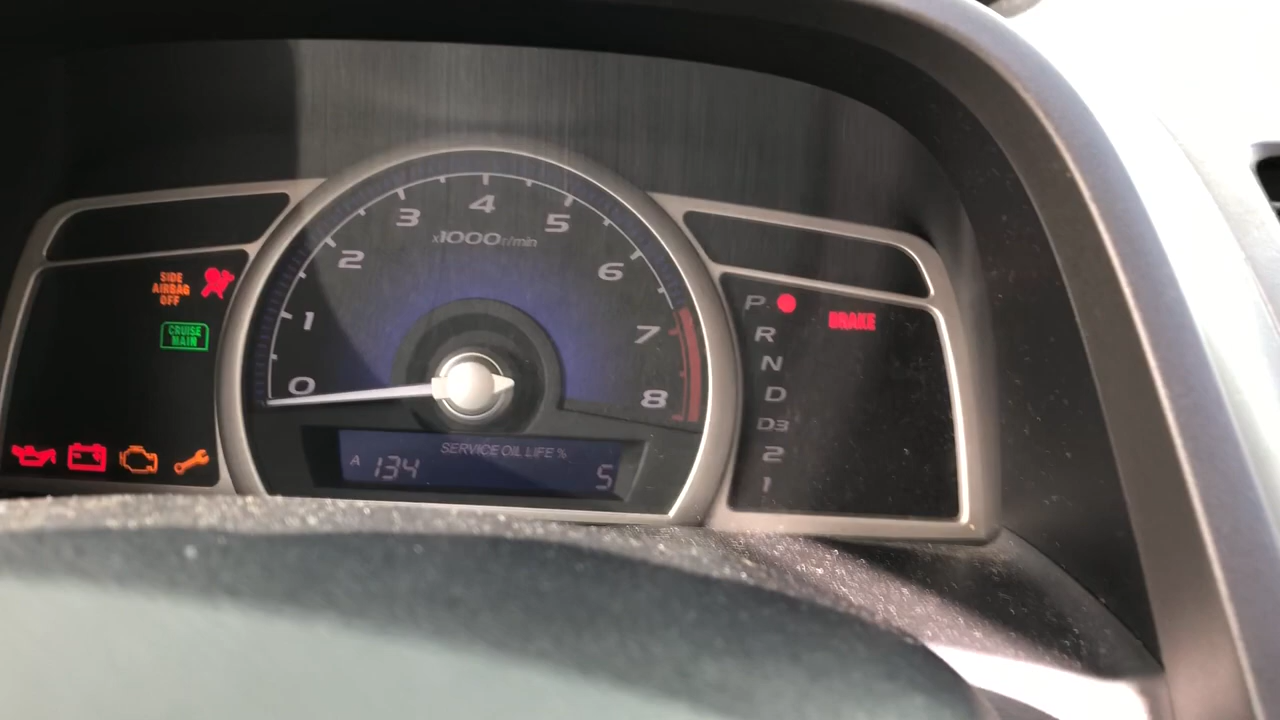 SIDE
AIRBAG
OFF
CRUISE
MAIN
0
1
2
3
4
5
6
7
8
x1000r/min
SERVICE OIL LIFE %
A 134 5
P
R
N
D
D3
2
1
BRAKE